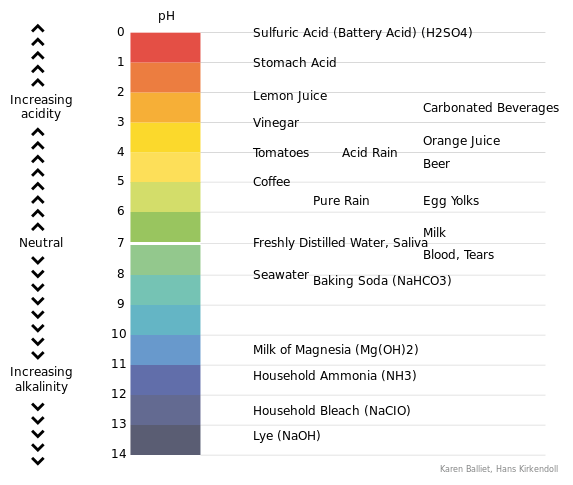 pH
0
Sulfuric Acid (Battery Acid) (H2SO4)
1
Stomach Acid
2
Lemon Juice
Increasing
acidity
Carbonated Beverages
3
Vinegar
Orange Juice
4
Tomatoes
Acid Rain
Beer
5
Coffee
Pure Rain
Egg Yolks
6
Milk
Neutral
7
Freshly Distilled Water, Saliva
Blood, Tears
8
Seawater
Baking Soda (NaHCO3)
9
10
Milk of Magnesia (Mg(OH)2)
11
Increasing
alkalinity
Household Ammonia (NH3)
12
Household Bleach (NaClO)
13
Lye (NaOH)
14
Karen Balliet, Hans Kirkendoll